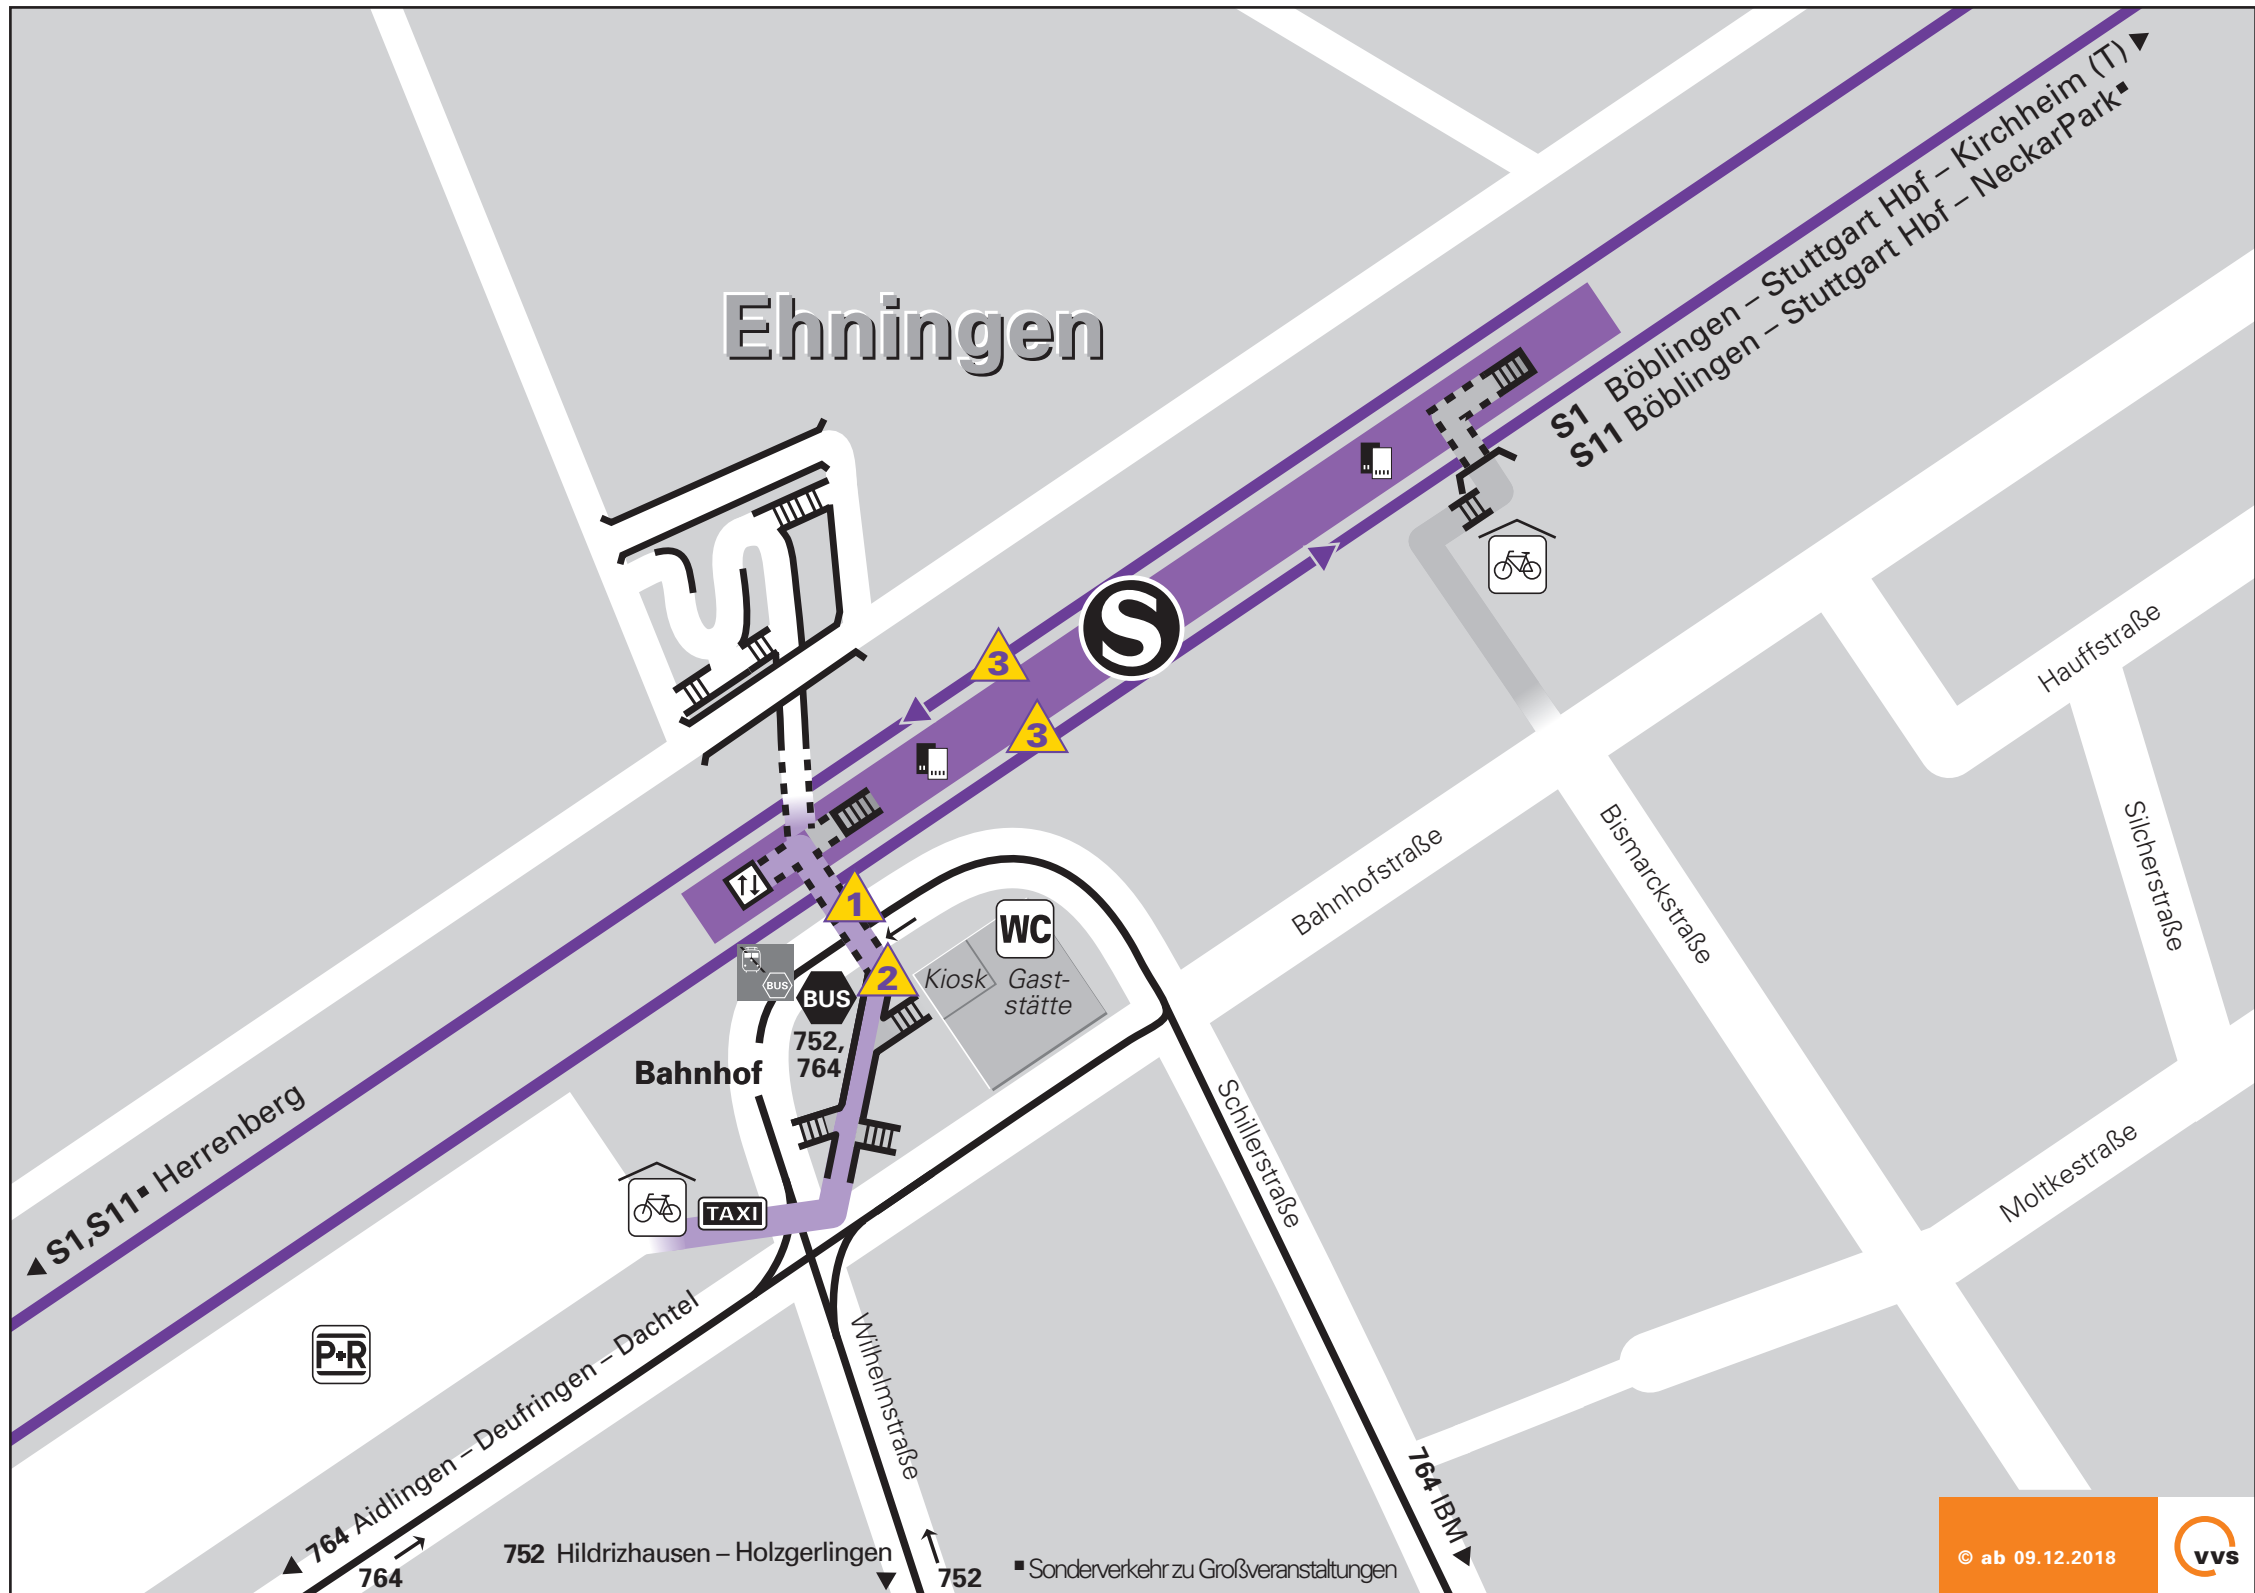 Ehningen
S1 Böblingen – Stuttgart Hbf – Kirchheim (T)
S11 Böblingen – Stuttgart Hbf – NeckarPark▪
S
3
3
1
2
BUS
BUS
752,
764
Bahnhof
WC
Kiosk
Gast-
stätte
Hauffstraße
Silcherstraße
Bahnhofstraße
Bismarckstraße
Moltkestraße
Schillerstraße
Wilhelmstraße
S1,S11▪ Herrenberg
TAXI
P+R
764 Aidlingen – Deufringen – Dachtel
764
752 Hildrizhausen – Holzgerlingen
752
764 IBM
▪ Sonderverkehr zu Großveranstaltungen
© ab 09.12.2018
vvs